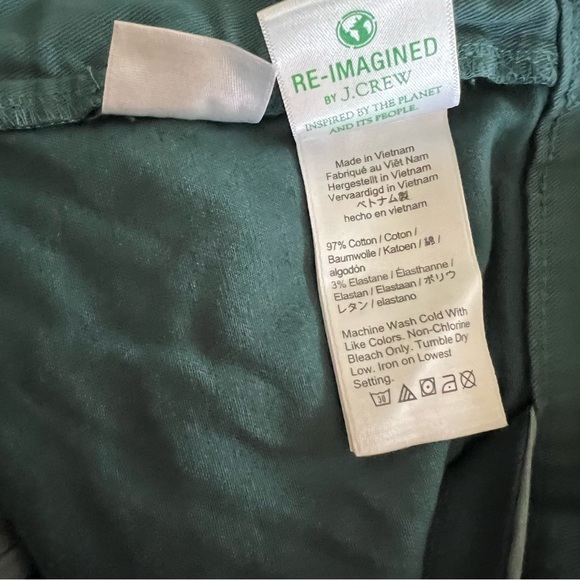 RE-IMAGINED
BY J.CREW
INSPIRED BY THE PLANET
AND ITS PEOPLE.
Made in Vietnam
Fabriqué au Viêt Nam
Hergestellt in Vietnam
Vervaardigd in Vietnam
ベトナム製
hecho en vietnam
97% Cotton / Coton /
Baumwolle / Katoen / 綿 /
algodón
3% Elastane / Élasthanne /
Elastan / Elastaan / ポリウ
レタン / elastano
Machine Wash Cold With
Like Colors. Non-Chlorine
Bleach Only. Tumble Dry
Low. Iron on Lowest
Setting.
30